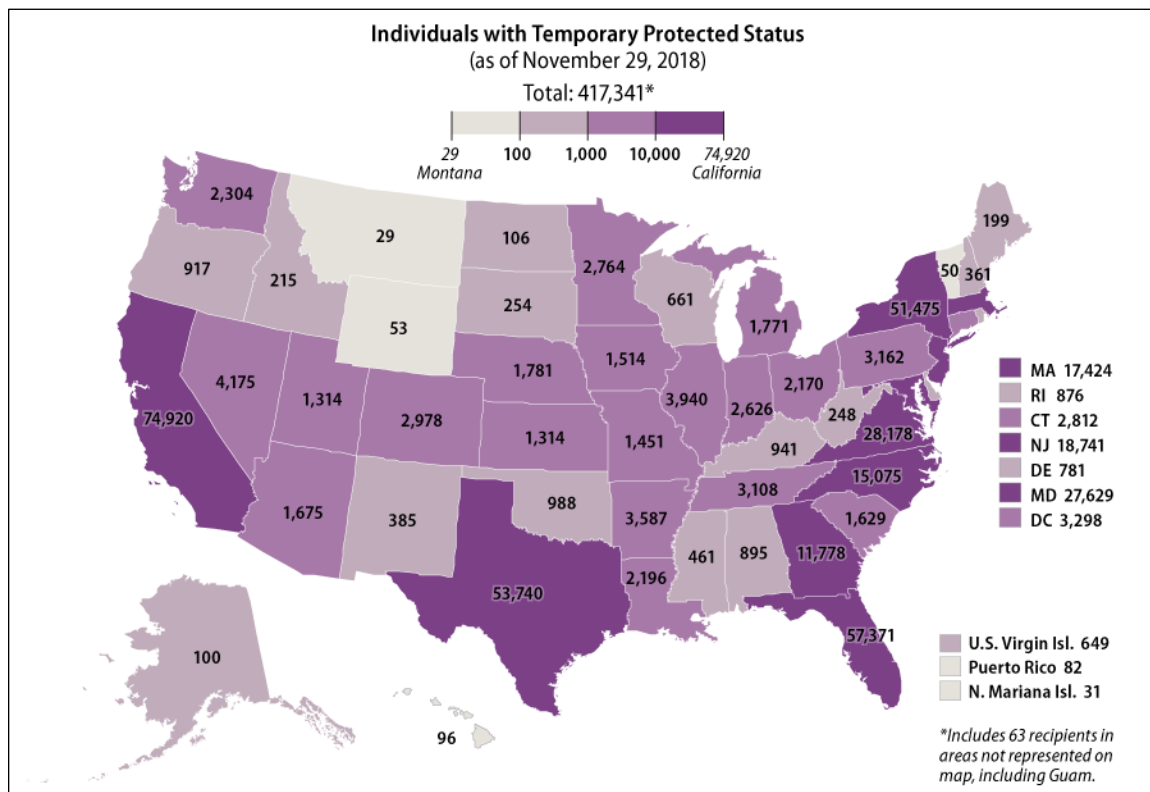 Individuals with Temporary Protected Status
(as of November 29, 2018)
Total: 417,341*
29 100 1,000 10,000 74,920
Montana California
2,304
29
106
2,764
199
917
215
254
661
50
361
51,475
53
1,771
1,514
3,162
4,175
1,314
2,978
1,781
3,940
2,626
2,170
74,920
1,314
1,451
248
28,178
941
15,075
3,108
1,675
385
988
3,587
1,629
461
895
11,778
2,196
53,740
57,371
100
96
MA 17,424
RI 876
CT 2,812
NJ 18,741
DE 781
MD 27,629
DC 3,298
U.S. Virgin Isl. 649
Puerto Rico 82
N. Mariana Isl. 31
*Includes 63 recipients in
areas not represented on
map, including Guam.